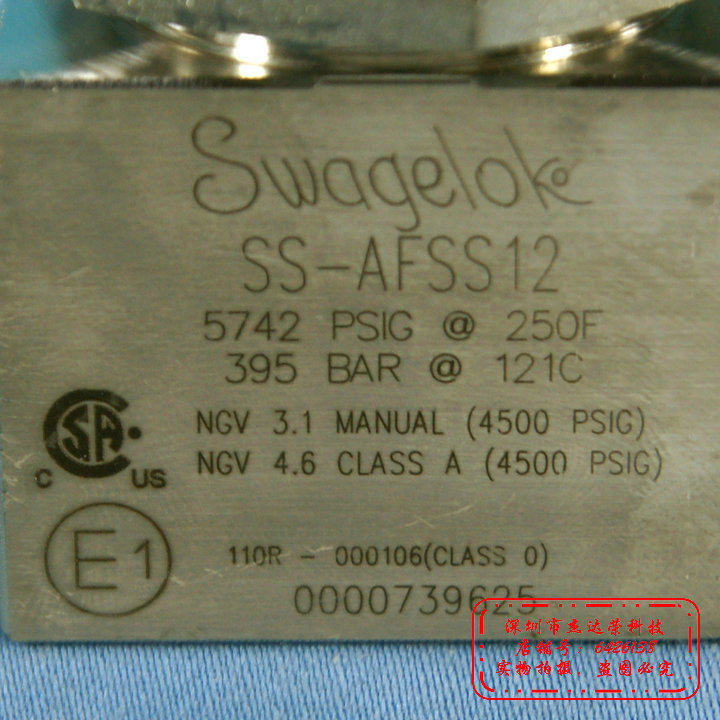 Swagelok
SS-AFSS12
5742 PSIG @ 250F
395 BAR @ 121C
NGV 3.1 MANUAL (4500 PSIG)
NGV 4.6 CLASS A (4500 PSIG)
C SA US
E1
110R - 000106(CLASS 0)
0000739625
深圳市杰达荣科技
店铺号：6426158
实物拍摄，盗图必究